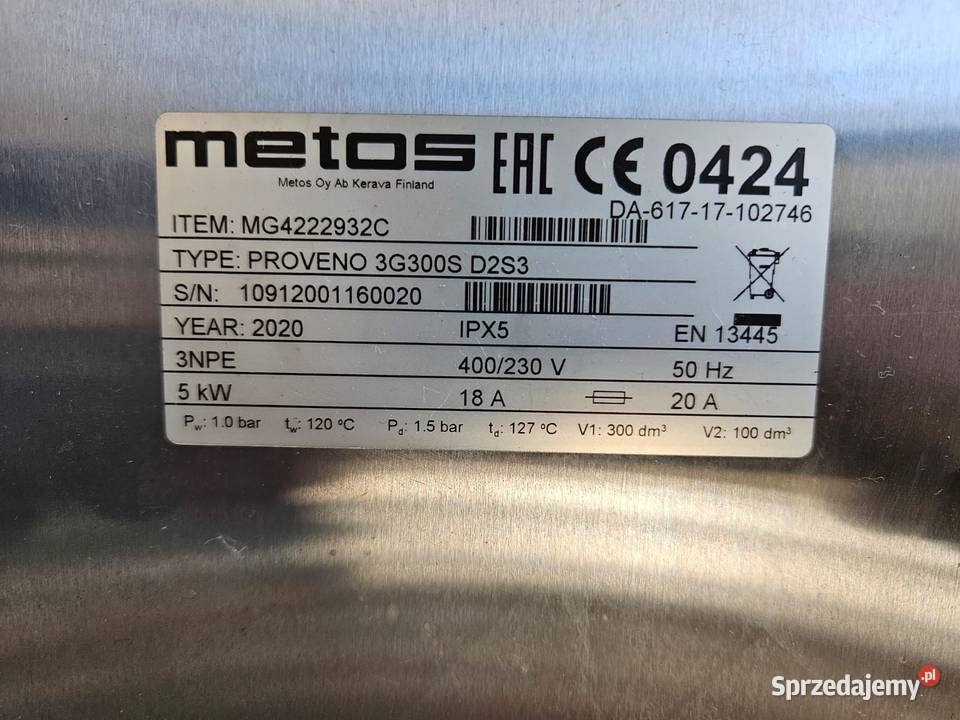 metos EAC CE 0424
Metos Oy Ab Kerava Finland
DA-617-17-102746
ITEM: MG4222932C
TYPE: PROVENO 3G300S D2S3
S/N: 10912001160020
YEAR: 2020 IPX5 EN 13445
3NPE 400/230 V 50 Hz
5 kW 18 A 20 A
Pw: 1.0 bar tw: 120 °C Pd: 1.5 bar td: 127 °C V1: 300 dm³ V2: 100 dm³
Sprzedajemy.pl